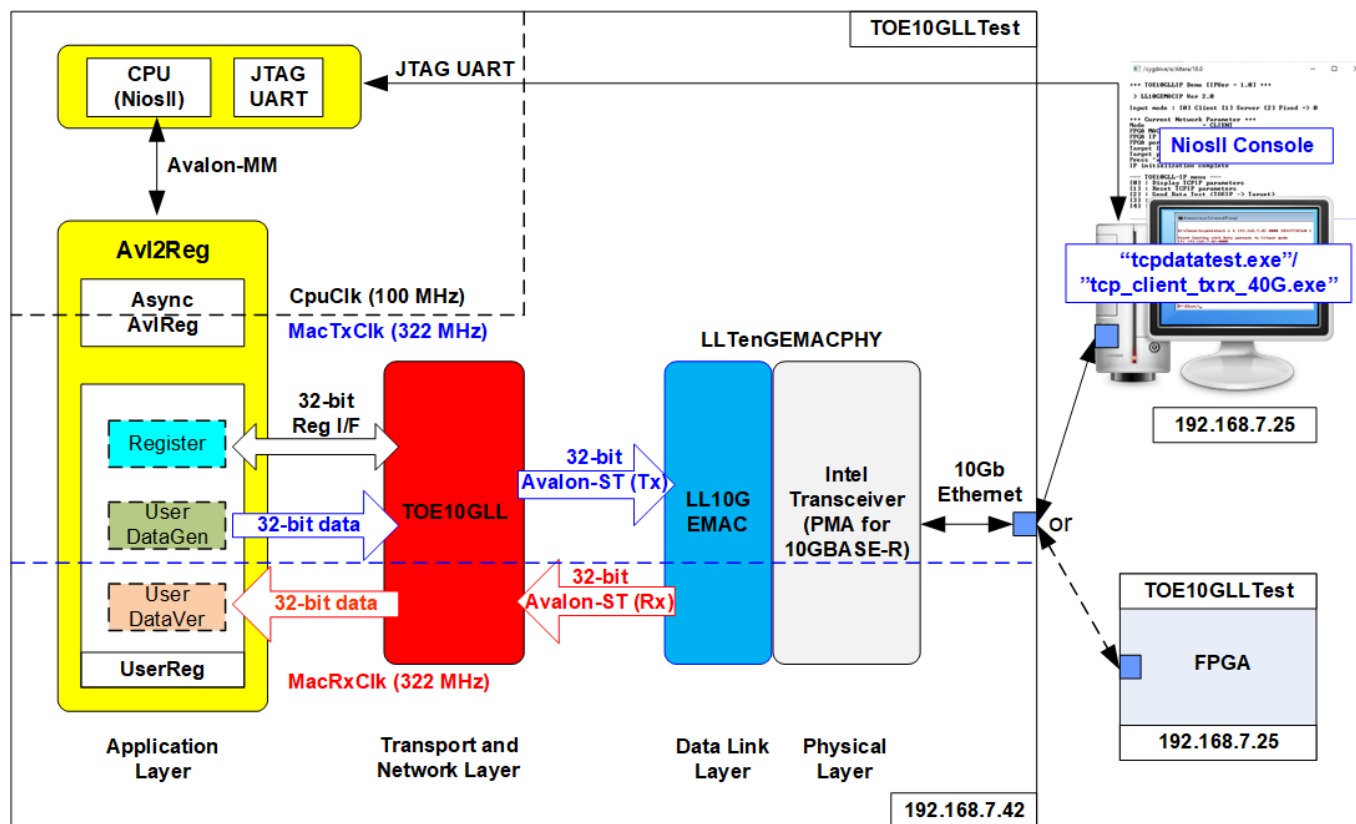 TOE10GLLTest
CPU
(NiosII)
JTAG
UART
JTAG UART
Avalon-MM
*** TOE10GLLIP Demo [IPVer = 1.0] ***
> LL10GEMACIP Ver 2.0
Input mode : [0] Client [1] Server [2] Fixed => 0
*** Current Network Parameter ***
NiosII Console
IP initialization complete
--- TOE10GLL-IP menu ---
[0] : Display TCPIP parameters
[1] : Reset TCPIP parameters
[2] : Send Data Test (TOEIP -> Target)
[3] :
[4] :
“tcpdatatest.exe”/
”tcp_client_txrx_40G.exe”
192.168.7.25
Avl2Reg
Async
AvlReg
CpuClk (100 MHz)
MacTxClk (322 MHz)
LLTenGEMACPHY
32-bit
Reg I/F
Register
User
DataGen
32-bit data
TOE10GLL
32-bit
Avalon-ST (Tx)
LL10G
EMAC
Intel
Transceiver
(PMA for
10GBASE-R)
10Gb
Ethernet
or
User
DataVer
32-bit data
32-bit
Avalon-ST (Rx)
UserReg
MacRxClk (322 MHz)
TOE10GLLTest
FPGA
192.168.7.25
Application
Layer
Transport and
Network Layer
Data Link
Layer
Physical
Layer
192.168.7.42